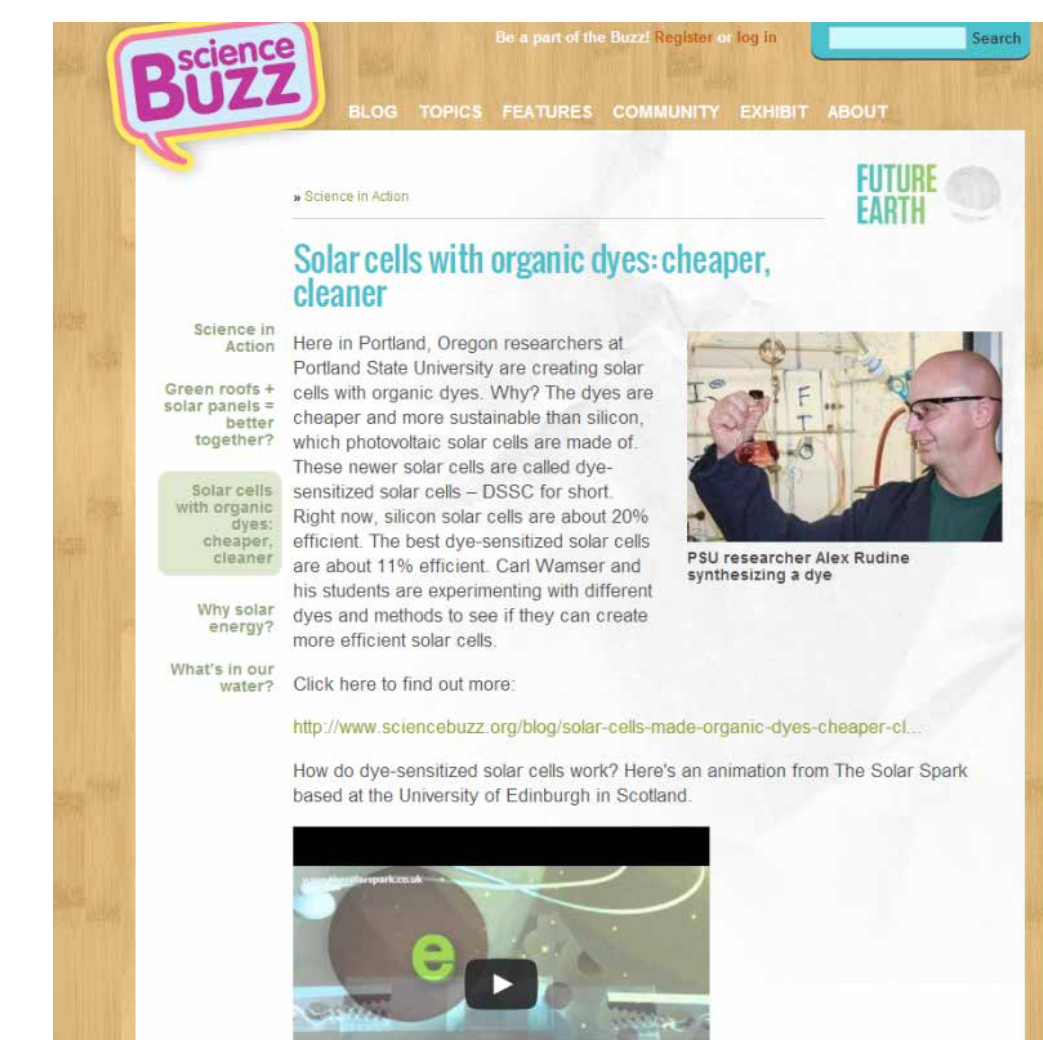 science
Buzz
Be a part of the Buzz! Register or log in
Search
BLOG TOPICS FEATURES COMMUNITY EXHIBIT ABOUT
FUTURE
EARTH
» Science in Action
Solar cells with organic dyes: cheaper,
cleaner
Science in
Action
Green roofs +
solar panels =
better
together?
Solar cells
with organic
dyes:
cheaper,
cleaner
Why solar
energy?
What's in our
water?
Here in Portland, Oregon researchers at
Portland State University are creating solar
cells with organic dyes. Why? The dyes are
cheaper and more sustainable than silicon,
which photovoltaic solar cells are made of.
These newer solar cells are called dye-
sensitized solar cells – DSSC for short.
Right now, silicon solar cells are about 20%
efficient. The best dye-sensitized solar cells
are about 11% efficient. Carl Wamser and
his students are experimenting with different
dyes and methods to see if they can create
more efficient solar cells.
PSU researcher Alex Rudine
synthesizing a dye
Click here to find out more:
http://www.sciencebuzz.org/blog/solar-cells-made-organic-dyes-cheaper-cl...
How do dye-sensitized solar cells work? Here's an animation from The Solar Spark
based at the University of Edinburgh in Scotland.
e